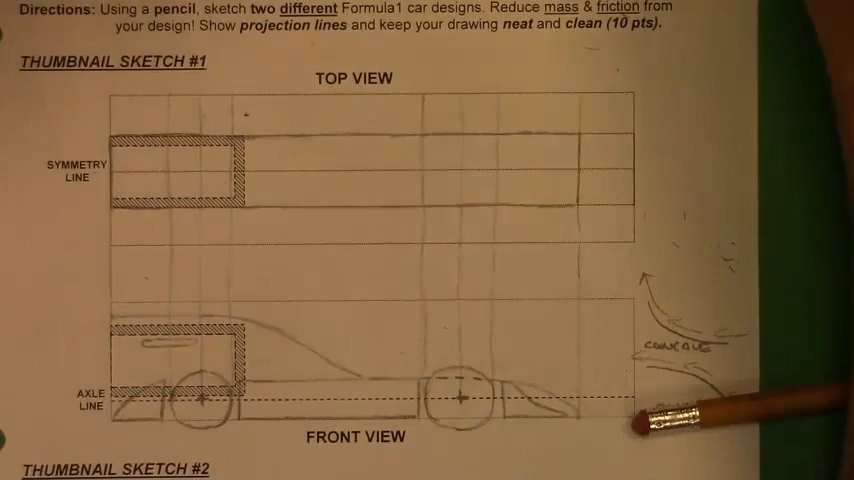 Directions: Using a pencil, sketch two different Formula1 car designs. Reduce mass & friction from
your design! Show projection lines and keep your drawing neat and clean (10 pts).
THUMBNAIL SKETCH #1
TOP VIEW
SYMMETRY
LINE
CONCAVE
AXLE
LINE
FRONT VIEW
THUMBNAIL SKETCH #2